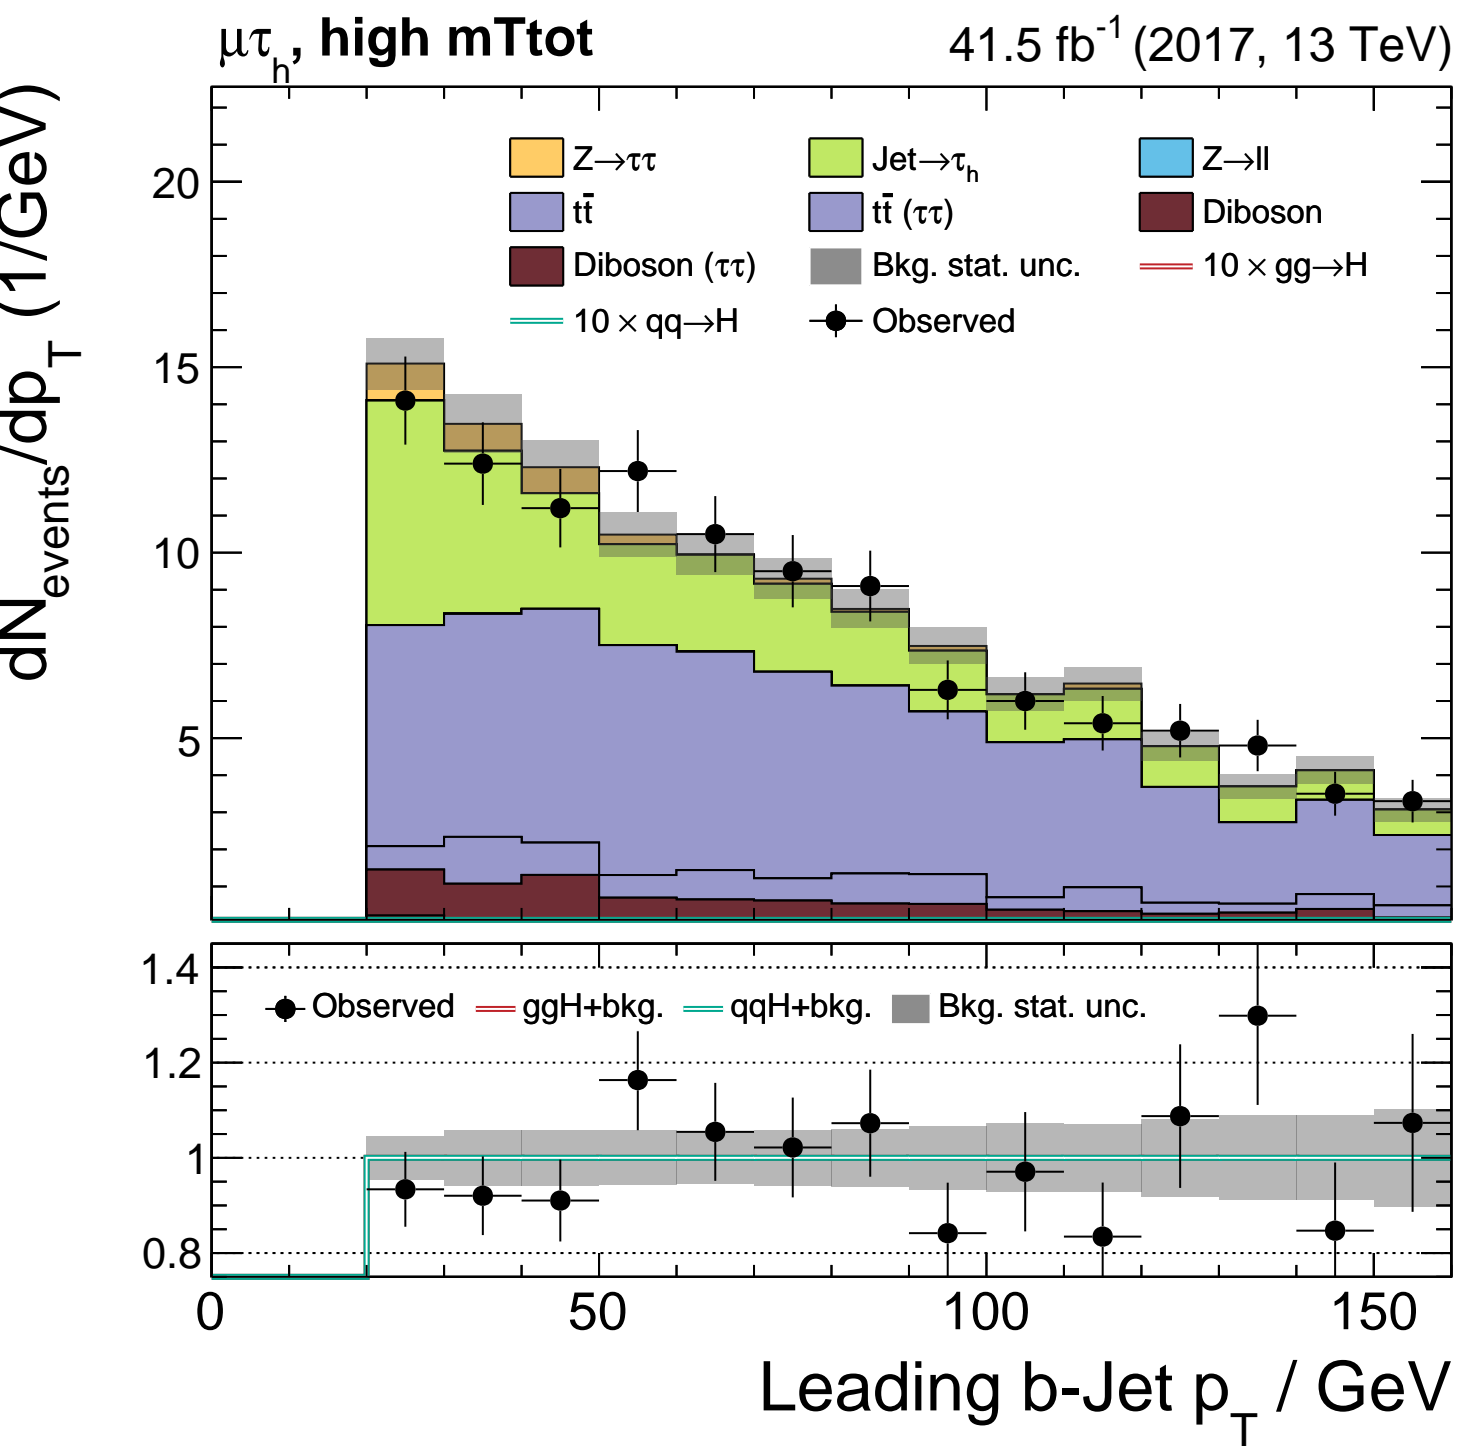 μτh, high mTtot
41.5 fb-1 (2017, 13 TeV)
dNevents/dpT (1/GeV)
20
15
10
5
Z→ττ
Jet→τh
Z→ll
tt̄
tt̄ (ττ)
Diboson
Diboson (ττ)
Bkg. stat. unc.
10 × gg→H
10 × qq→H
Observed
1.4
1.2
1
0.8
Observed
ggH+bkg.
qqH+bkg.
Bkg. stat. unc.
0
50
100
150
Leading b-Jet pT / GeV